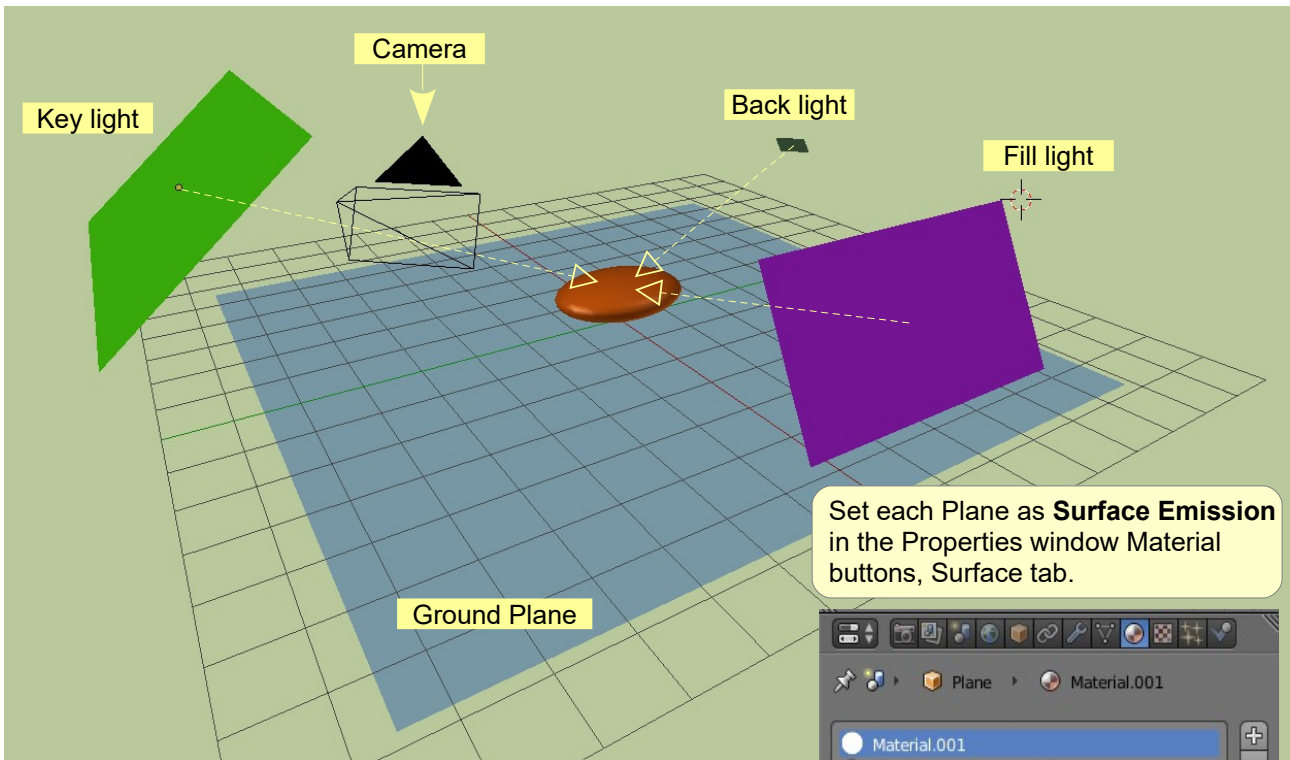 Camera
Key light
Back light
Fill light
Set each Plane as Surface Emission
in the Properties window Material
buttons, Surface tab.
Ground Plane
Plane
Material.001
Material.001